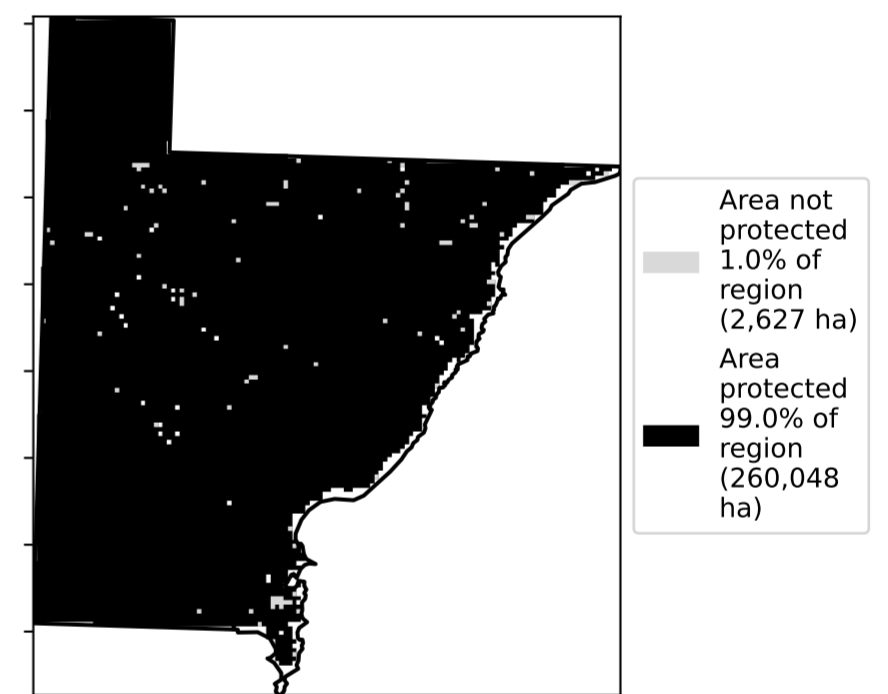 Area not
protected
1.0% of
region
(2,627 ha)
Area
protected
99.0% of
region
(260,048
ha)